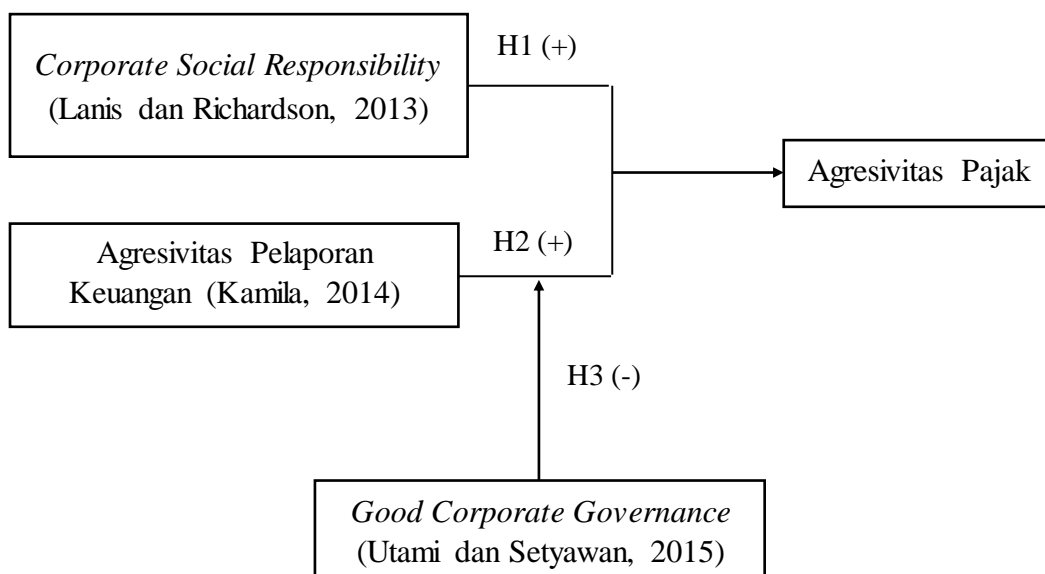 Corporate Social Responsibility
(Lanis dan Richardson, 2013)
H1 (+)
Agresivitas Pajak
Agresivitas Pelaporan
Keuangan (Kamila, 2014)
H2 (+)
H3 (-)
Good Corporate Governance
(Utami dan Setyawan, 2015)